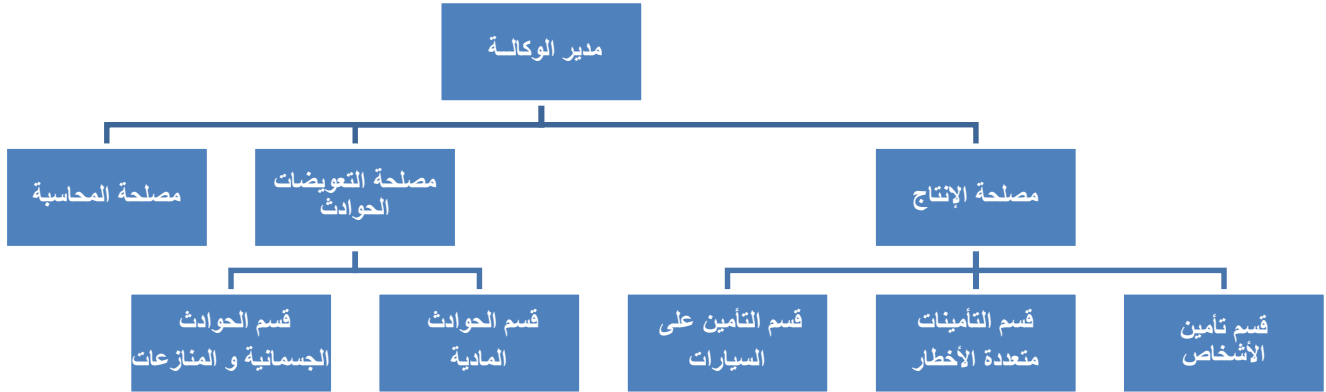 مدير الوكالــة
مصلحة الإنتاج
مصلحة التعويضات
الحوادث
مصلحة المحاسبة
قسم تأمين
الأشخاص
قسم التأمينات
متعددة الأخطار
قسم التأمين على
السيارات
قسم الحوادث
المادية
قسم الحوادث
الجسمانية و المنازعات